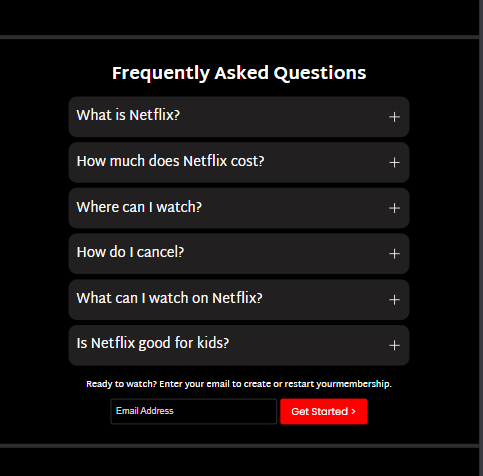 Frequently Asked Questions
What is Netflix?
How much does Netflix cost?
Where can I watch?
How do I cancel?
What can I watch on Netflix?
Is Netflix good for kids?
Ready to watch? Enter your email to create or restart yourmembership.
Email Address
Get Started >